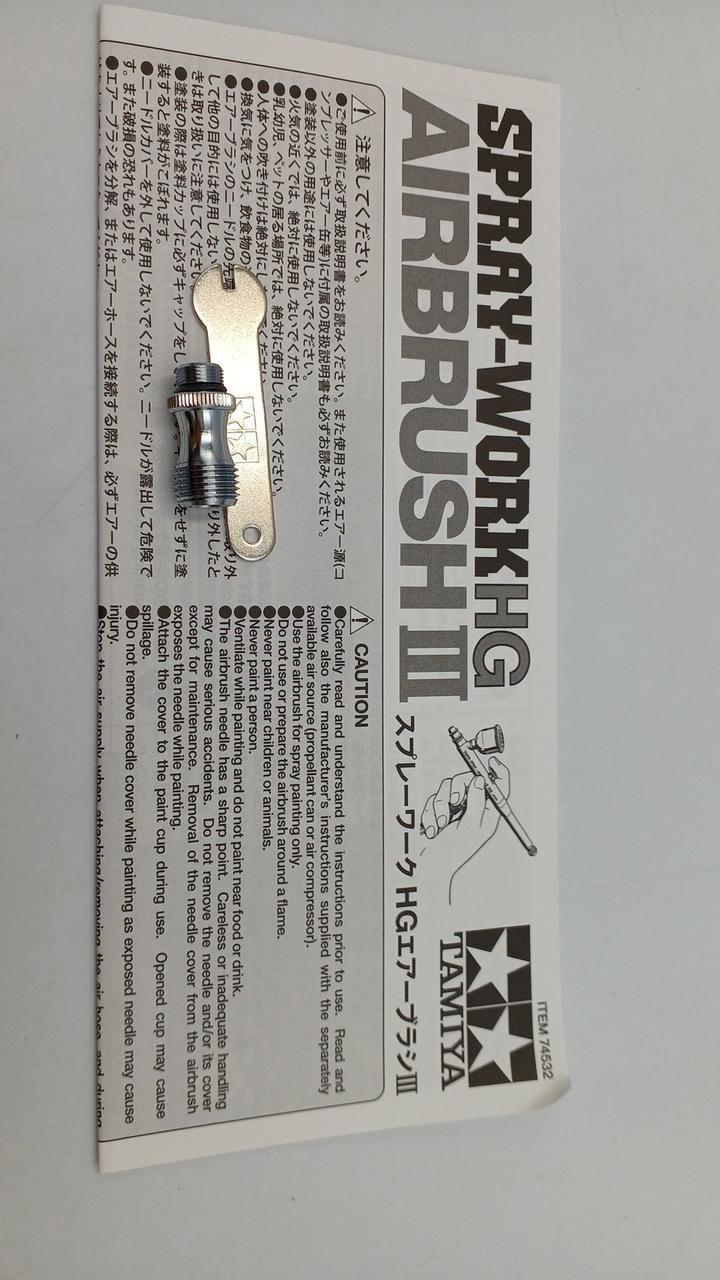 SPRAY-WORK HG
AIRBRUSH III
スプレーワーク HGエアーブラシIII
ITEM 74532
TAMIYA
注意してください。
●ご使用前に必ず取扱説明書をお読みください。また使用されるエアー源(コ
ンプレッサーやエアー缶等)に付属の取扱説明書も必ずお読みください。
●塗装以外の用途には使用しないでください。
●火気の近くでは、絶対に使用しないでください。
●乳幼児、ペットの居る場所では、絶対に使用しないでください。
●人体への吹き付けは絶対に
●換気に気をつけ、飲食物の
●エアーブラシのニードルの先端
して他の目的には使用しない
きは取り扱いに注意してください
●塗装の際は塗料カップに必ずキャップをし をせずに塗
装すると塗料がこぼれます。
●ニードルカバーを外して使用しないでください。ニードルが露出して危険で
す。また破損の恐れもあります。
●エアーブラシを分解、またはエアーホースを接続する際は、必ずエアーの供
CAUTION
●Carefully read and understand the instructions prior to use. Read and
follow also the manufacturer's instructions supplied with the separately
available air source (propellant can or air compressor).
●Use the airbrush for spray painting only.
●Do not use or prepare the airbrush around a flame.
●Never paint near children or animals.
●Never paint a person.
●Ventilate while painting and do not paint near food or drink.
●The airbrush needle has a sharp point. Careless or inadequate handling
may cause serious accidents. Do not remove the needle and/or its cover
except for maintenance. Removal of the needle cover from the airbrush
exposes the needle while painting.
●Attach the cover to the paint cup during use. Opened cup may cause
spillage.
●Do not remove needle cover while painting as exposed needle may cause
injury.
●Stop the air supply when attaching/removing the air hose and during